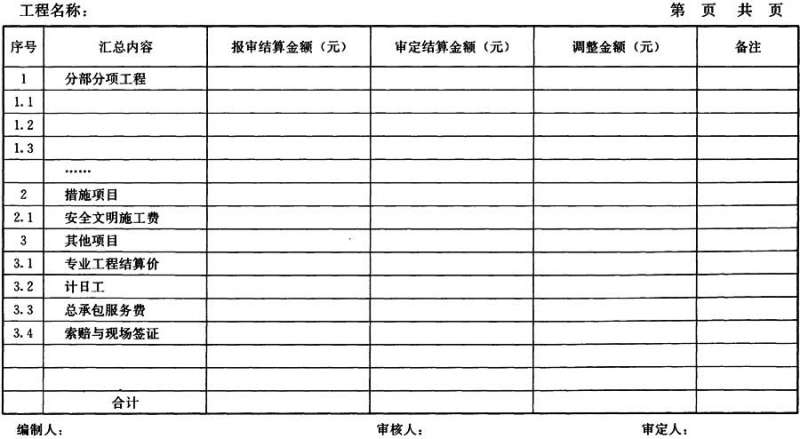 工程名称： 第 页 共 页
序号 汇总内容 报审结算金额（元） 审定结算金额（元） 调整金额（元） 备注
1 分部分项工程
1.1
1.2
1.3
……
2 措施项目
2.1 安全文明施工费
3 其他项目
3.1 专业工程结算价
3.2 计日工
3.3 总承包服务费
3.4 索赔与现场签证
合计
编制人： 审核人： 审定人：